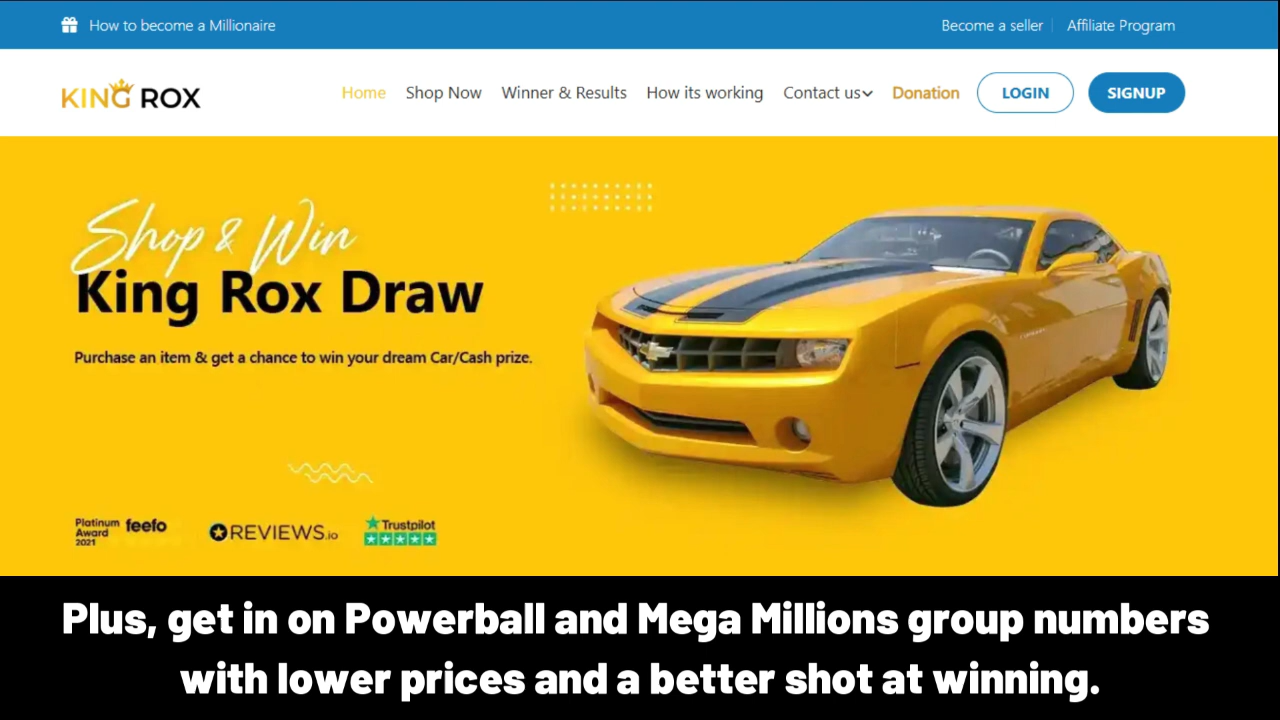 How to become a Millionaire
Become a seller
Affiliate Program
KING ROX
Home
Shop Now
Winner & Results
How its working
Contact us
Donation
LOGIN
SIGNUP
Shop & Win
King Rox Draw
Purchase an item & get a chance to win your dream Car/Cash prize.
Platinum
Award
2021
feefo
REVIEWS.io
Trustpilot
Plus, get in on Powerball and Mega Millions group numbers
with lower prices and a better shot at winning.